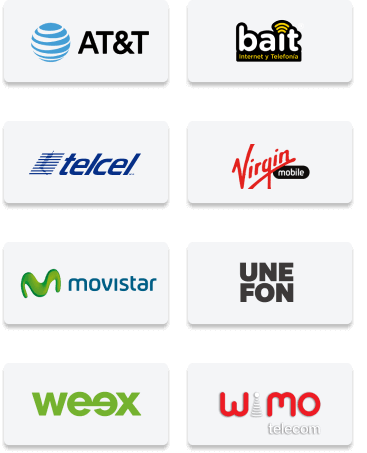 AT&T
bait
Internet y Telefonía
telcel
Virgin
mobile
movistar
UNE
FON
weex
wimo
telecom